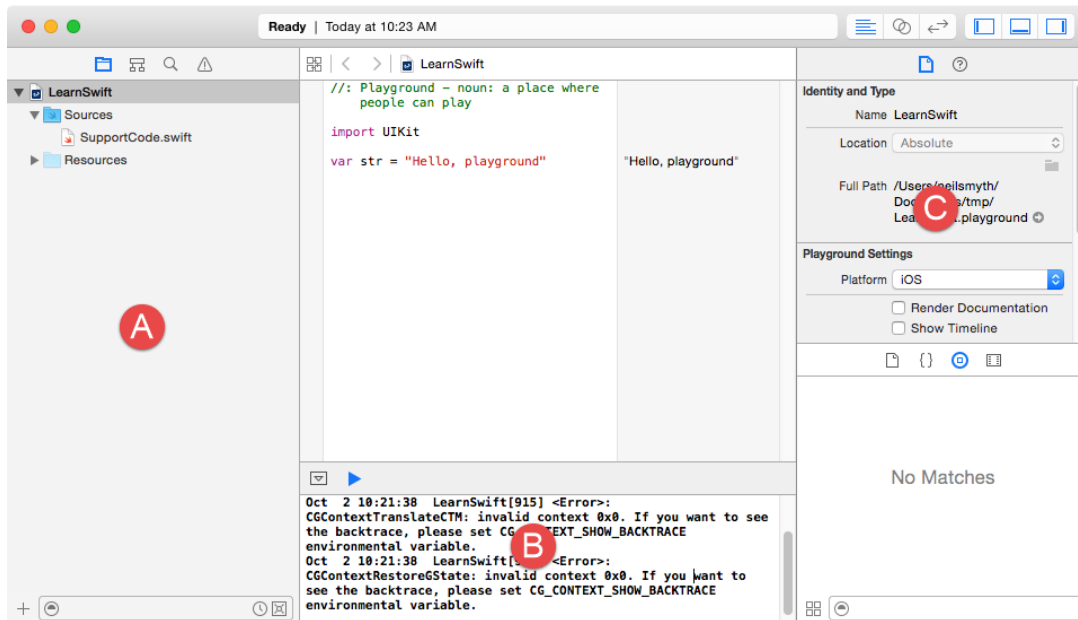 Ready | Today at 10:23 AM
LearnSwift
LearnSwift
Sources
SupportCode.swift
Resources
//: Playground - noun: a place where
people can play
import UIKit
var str = "Hello, playground"
"Hello, playground"
Identity and Type
Name LearnSwift
Location Absolute
Full Path /Users/neilsmyth/
/tmp/
.playground
Playground Settings
Platform iOS
Render Documentation
Show Timeline
No Matches
A
B
C
Oct 2 10:21:38 LearnSwift[915] <Error>:
CGContextTranslateCTM: invalid context 0x0. If you want to see
the backtrace, please set CG_CONTEXT_SHOW_BACKTRACE
environmental variable.
Oct 2 10:21:38 LearnSwift[ <Error>:
CGContextRestoreGState: invalid context 0x0. If you want to
see the backtrace, please set CG_CONTEXT_SHOW_BACKTRACE
environmental variable.